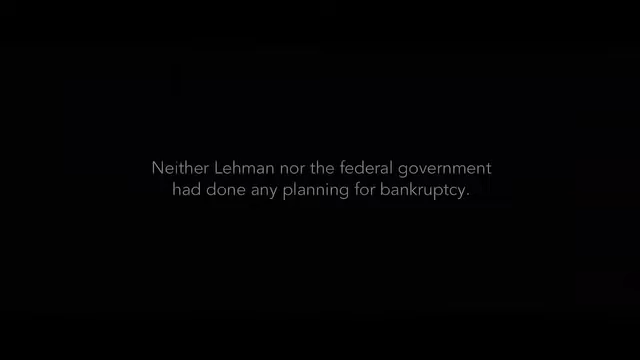 Neither Lehman nor the federal government
had done any planning for bankruptcy.